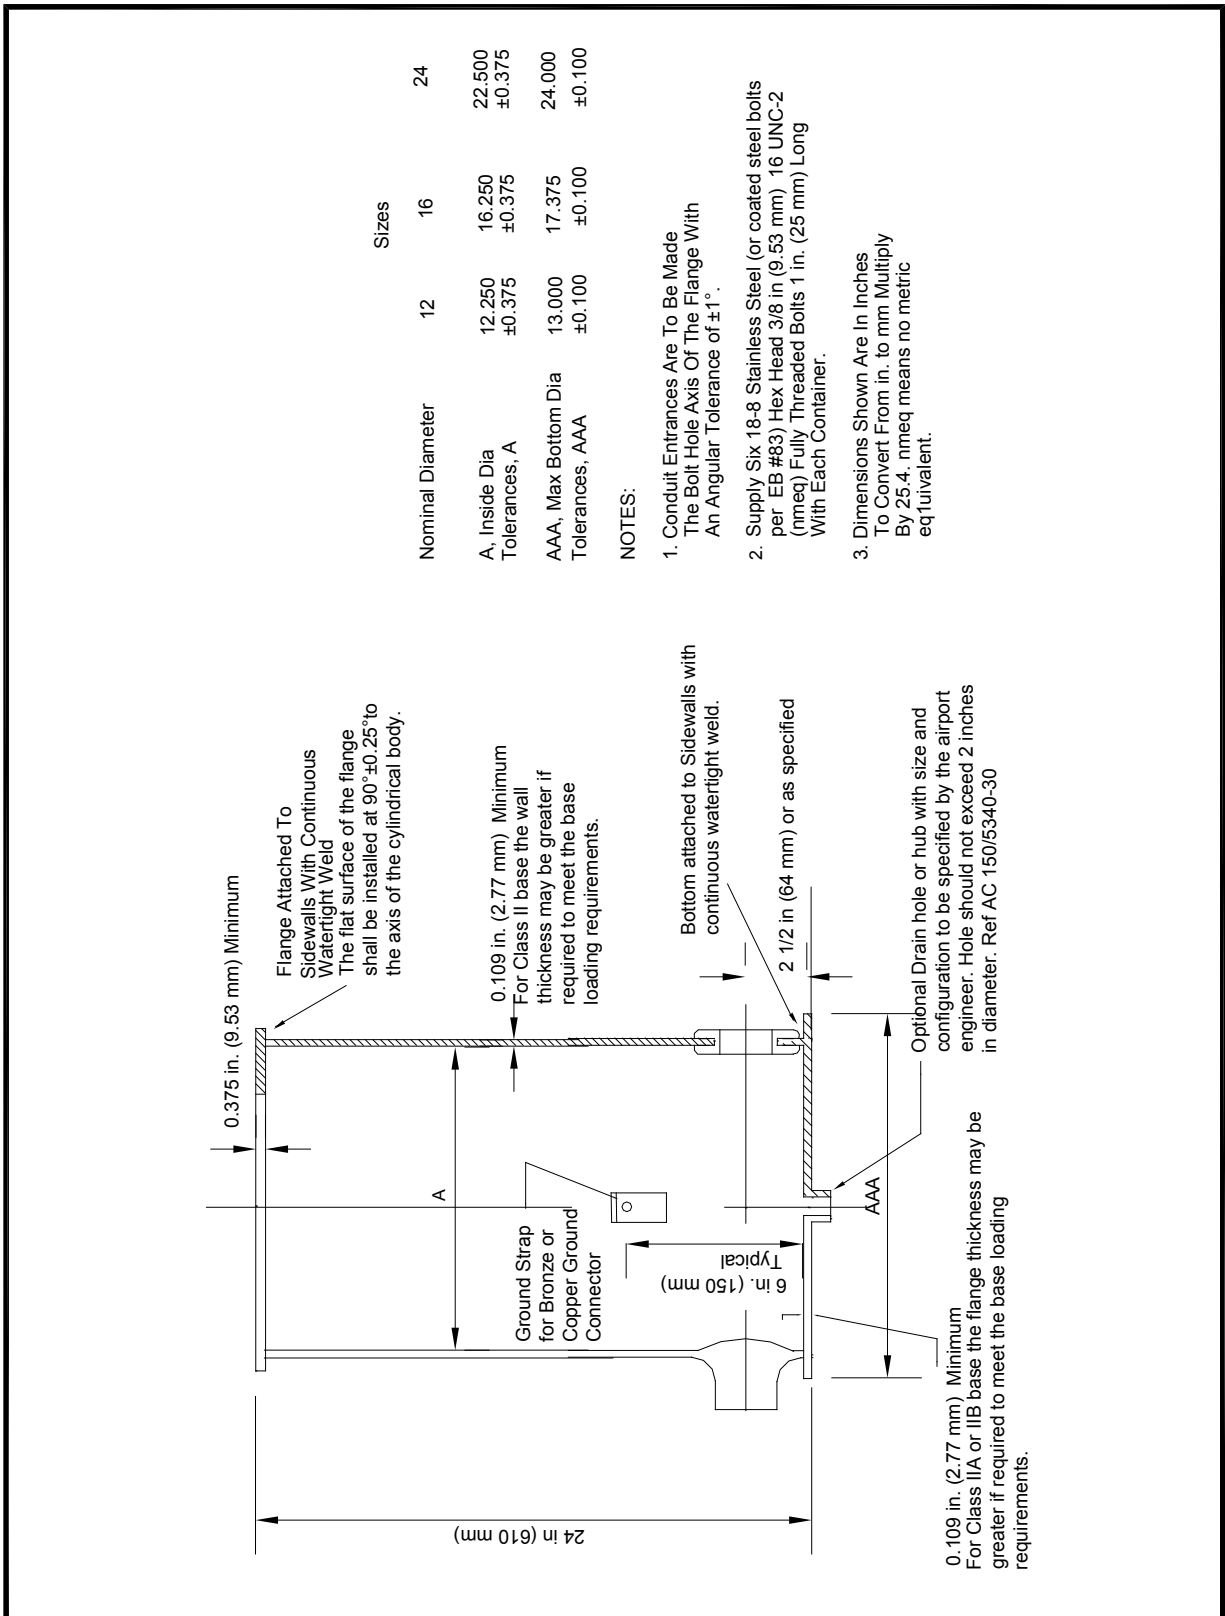 0.375 in. (9.53 mm) Minimum
Flange Attached To
Sidewalls With Continuous
Watertight Weld
The flat surface of the flange
shall be installed at 90°±0.25°to
the axis of the cylindrical body.
0.109 in. (2.77 mm) Minimum
For Class II base the wall
thickness may be greater if
required to meet the base
loading requirements.
A
Ground Strap
for Bronze or
Copper Ground
Connector
6 in. (150 mm)
Typical
24 in (610 mm)
Bottom attached to Sidewalls with
continuous watertight weld.
2 1/2 in (64 mm) or as specified
AAA
Optional Drain hole or hub with size and
configuration to be specified by the airport
engineer. Hole should not exceed 2 inches
in diameter. Ref AC 150/5340-30
0.109 in. (2.77 mm) Minimum
For Class IIA or IIB base the flange thickness may be
greater if required to meet the base loading
requirements.
Sizes
Nominal Diameter 12 16 24
A, Inside Dia 12.250 16.250 22.500
Tolerances, A ±0.375 ±0.375 ±0.375
AAA, Max Bottom Dia 13.000 17.375 24.000
Tolerances, AAA ±0.100 ±0.100 ±0.100
NOTES:
1. Conduit Entrances Are To Be Made
The Bolt Hole Axis Of The Flange With
An Angular Tolerance of ±1°.
2. Supply Six 18-8 Stainless Steel (or coated steel bolts
per EB #83) Hex Head 3/8 in (9.53 mm) 16 UNC-2
(nmeq) Fully Threaded Bolts 1 in. (25 mm) Long
With Each Container.
3. Dimensions Shown Are In Inches
To Convert From in. to mm Multiply
By 25.4. nmeq means no metric
eq1uivalent.